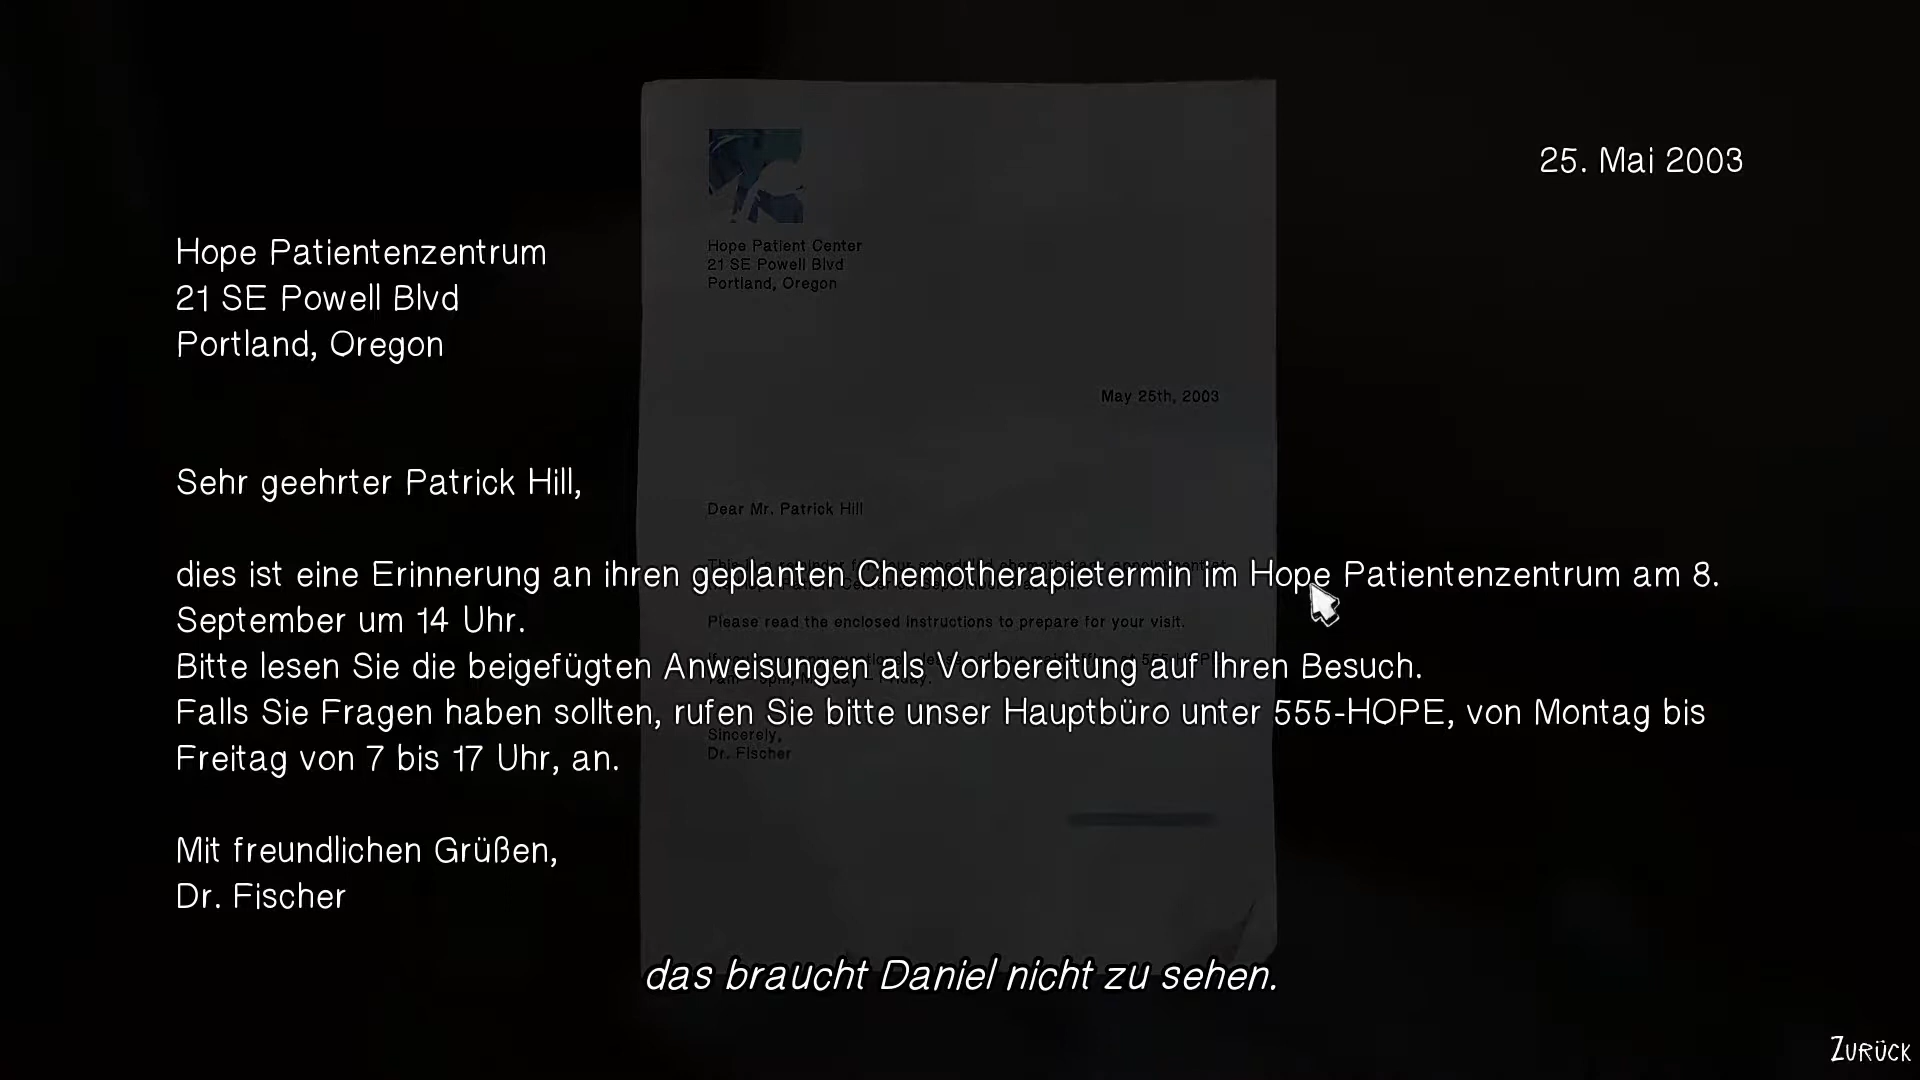 25. Mai 2003
Hope Patientenzentrum
21 SE Powell Blvd
Portland, Oregon
Sehr geehrter Patrick Hill,
dies ist eine Erinnerung an ihren geplanten Chemotherapietermin im Hope Patientenzentrum am 8.
September um 14 Uhr.
Bitte lesen Sie die beigefügten Anweisungen als Vorbereitung auf Ihren Besuch.
Falls Sie Fragen haben sollten, rufen Sie bitte unser Hauptbüro unter 555-HOPE, von Montag bis
Freitag von 7 bis 17 Uhr, an.
Mit freundlichen Grüßen,
Dr. Fischer
Hope Patient Center
21 SE Powell Blvd
Portland, Oregon
May 25th, 2003
Dear Mr. Patrick Hill
Please read the enclosed instructions to prepare for your visit.
Sincerely,
Dr. Fischer
das braucht Daniel nicht zu sehen.
ZURÜCK